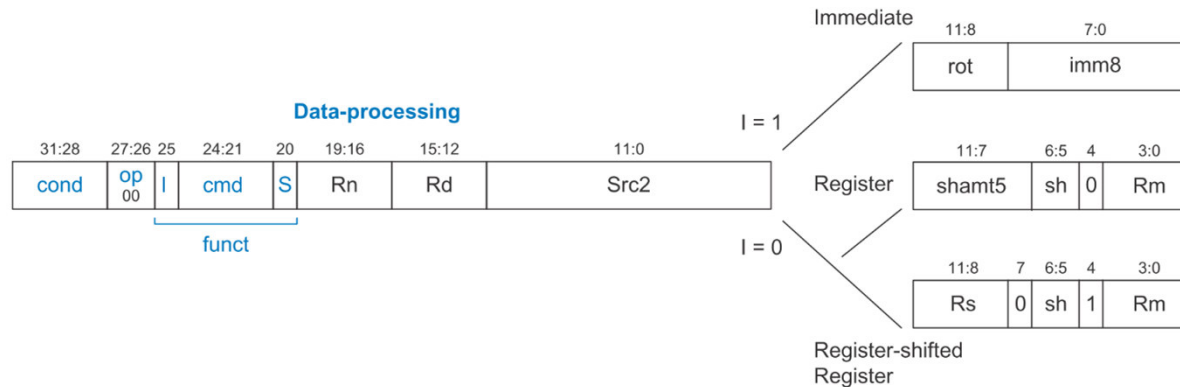 Immediate
11:8 7:0
rot imm8
Data-processing
I = 1
31:28 27:26 25 24:21 20 19:16 15:12 11:0
cond op 00 I cmd S Rn Rd Src2
funct
I = 0
Register
11:7 6:5 4 3:0
shamt5 sh 0 Rm
11:8 7 6:5 4 3:0
Rs 0 sh 1 Rm
Register-shifted
Register